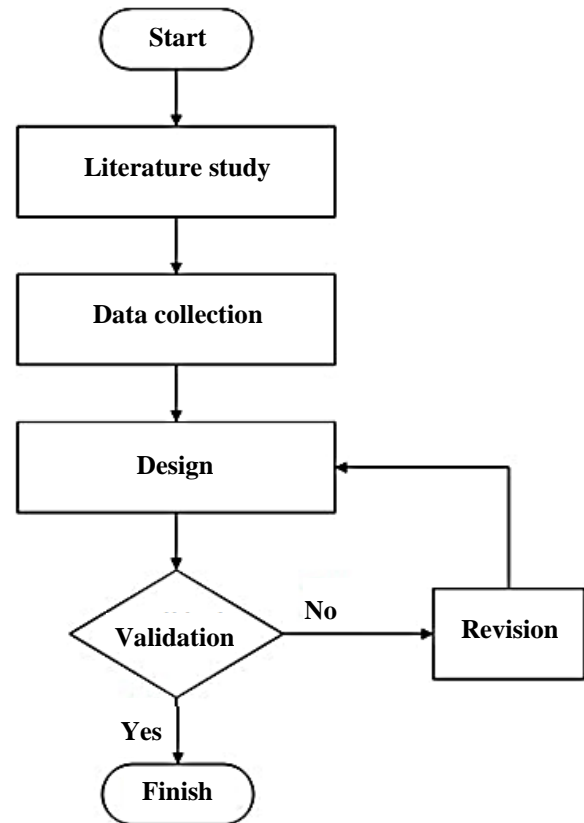 Start
Literature study
Data collection
Design
Validation
No
Revision
Yes
Finish